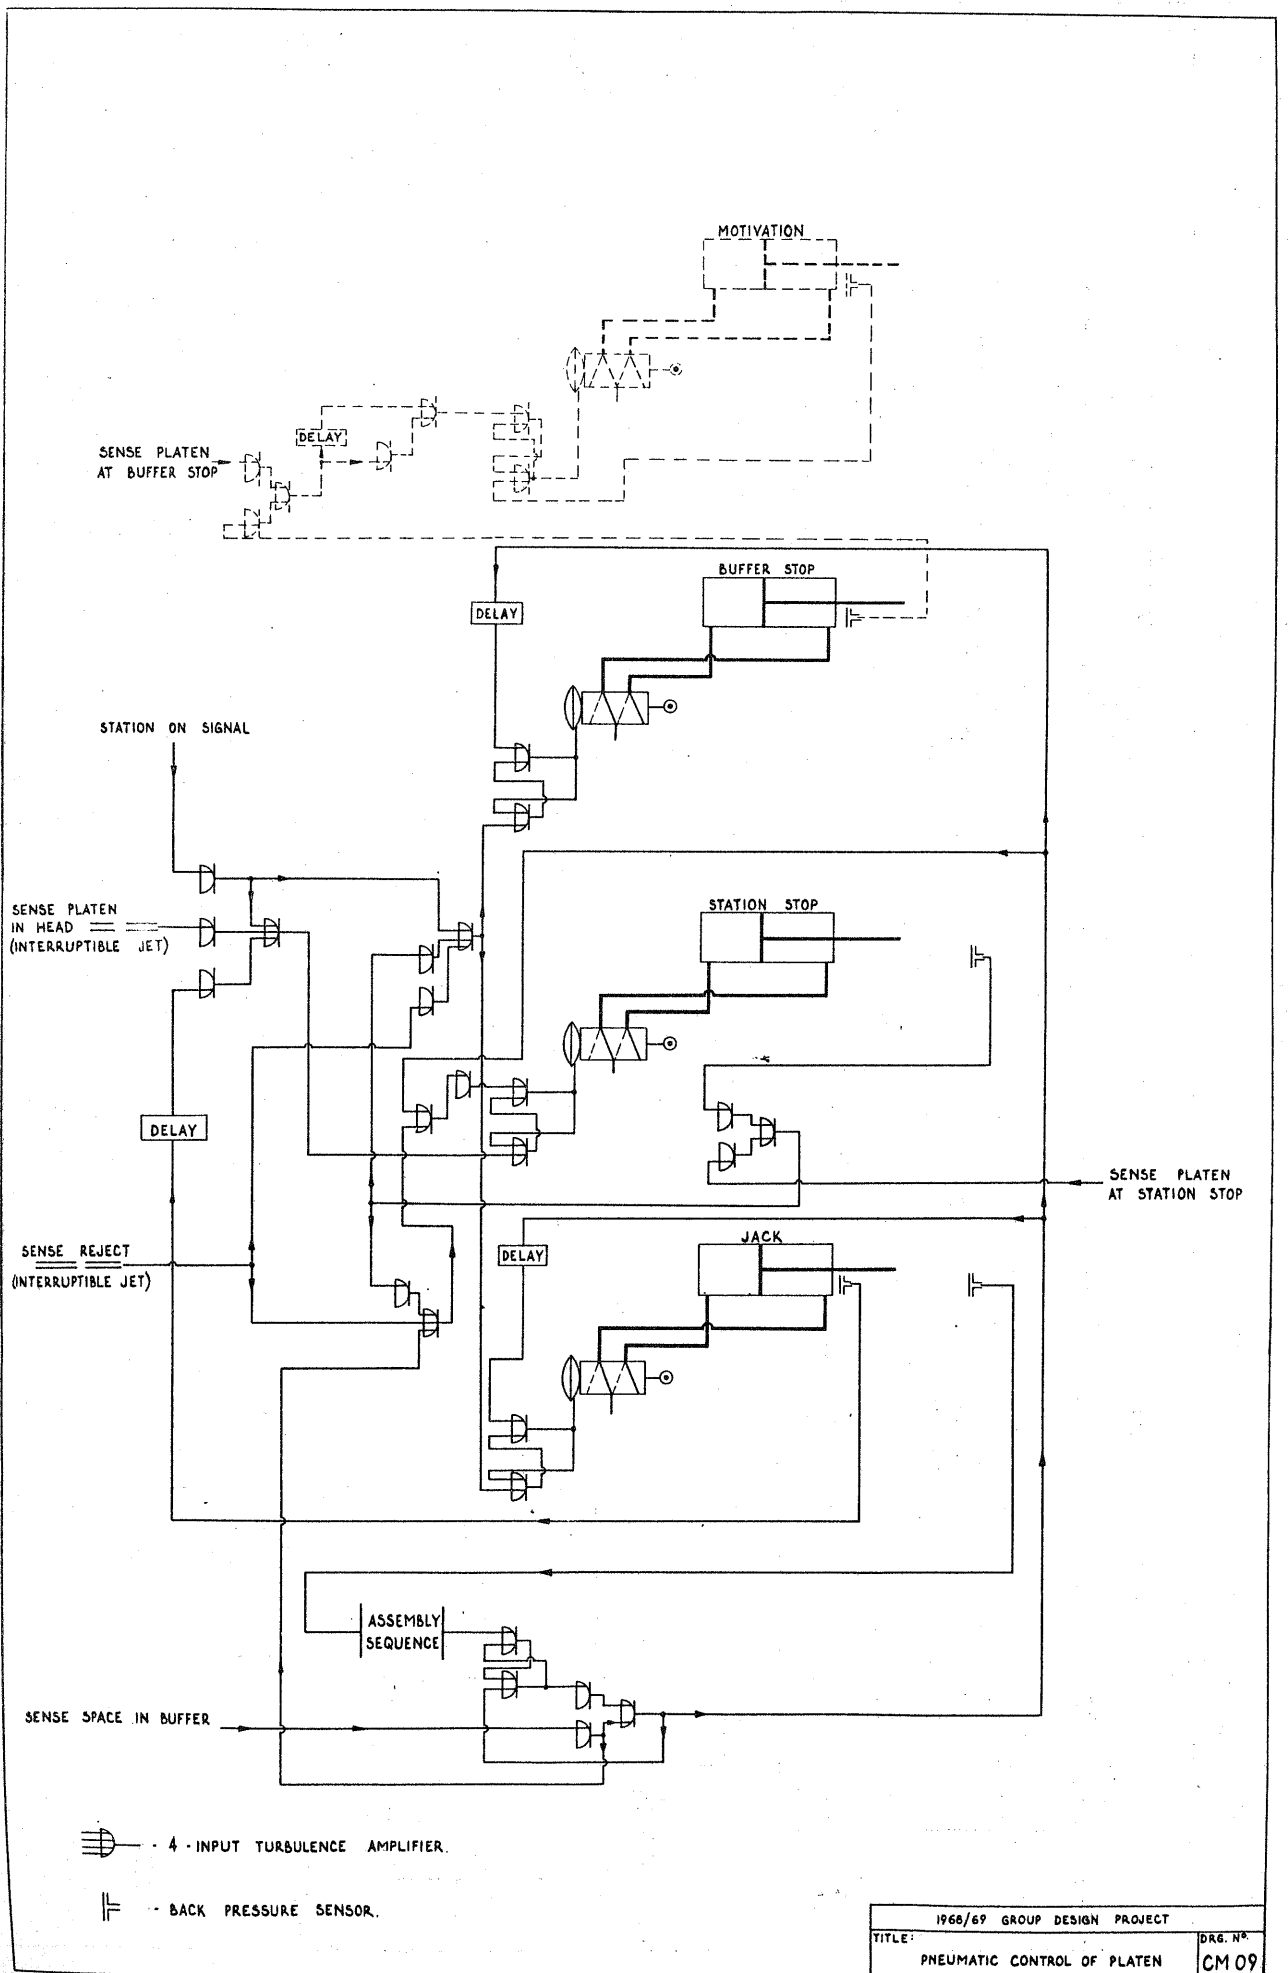 MOTIVATION
DELAY
SENSE PLATEN
AT BUFFER STOP
BUFFER STOP
DELAY
STATION ON SIGNAL
SENSE PLATEN
IN HEAD
(INTERRUPTIBLE JET)
STATION STOP
DELAY
SENSE PLATEN
AT STATION STOP
SENSE REJECT
(INTERRUPTIBLE JET)
DELAY
JACK
ASSEMBLY
SEQUENCE
SENSE SPACE IN BUFFER
- 4 - INPUT TURBULENCE AMPLIFIER.
- BACK PRESSURE SENSOR.
1968/69 GROUP DESIGN PROJECT
TITLE:
PNEUMATIC CONTROL OF PLATEN
DRG. Nº.
CM 09